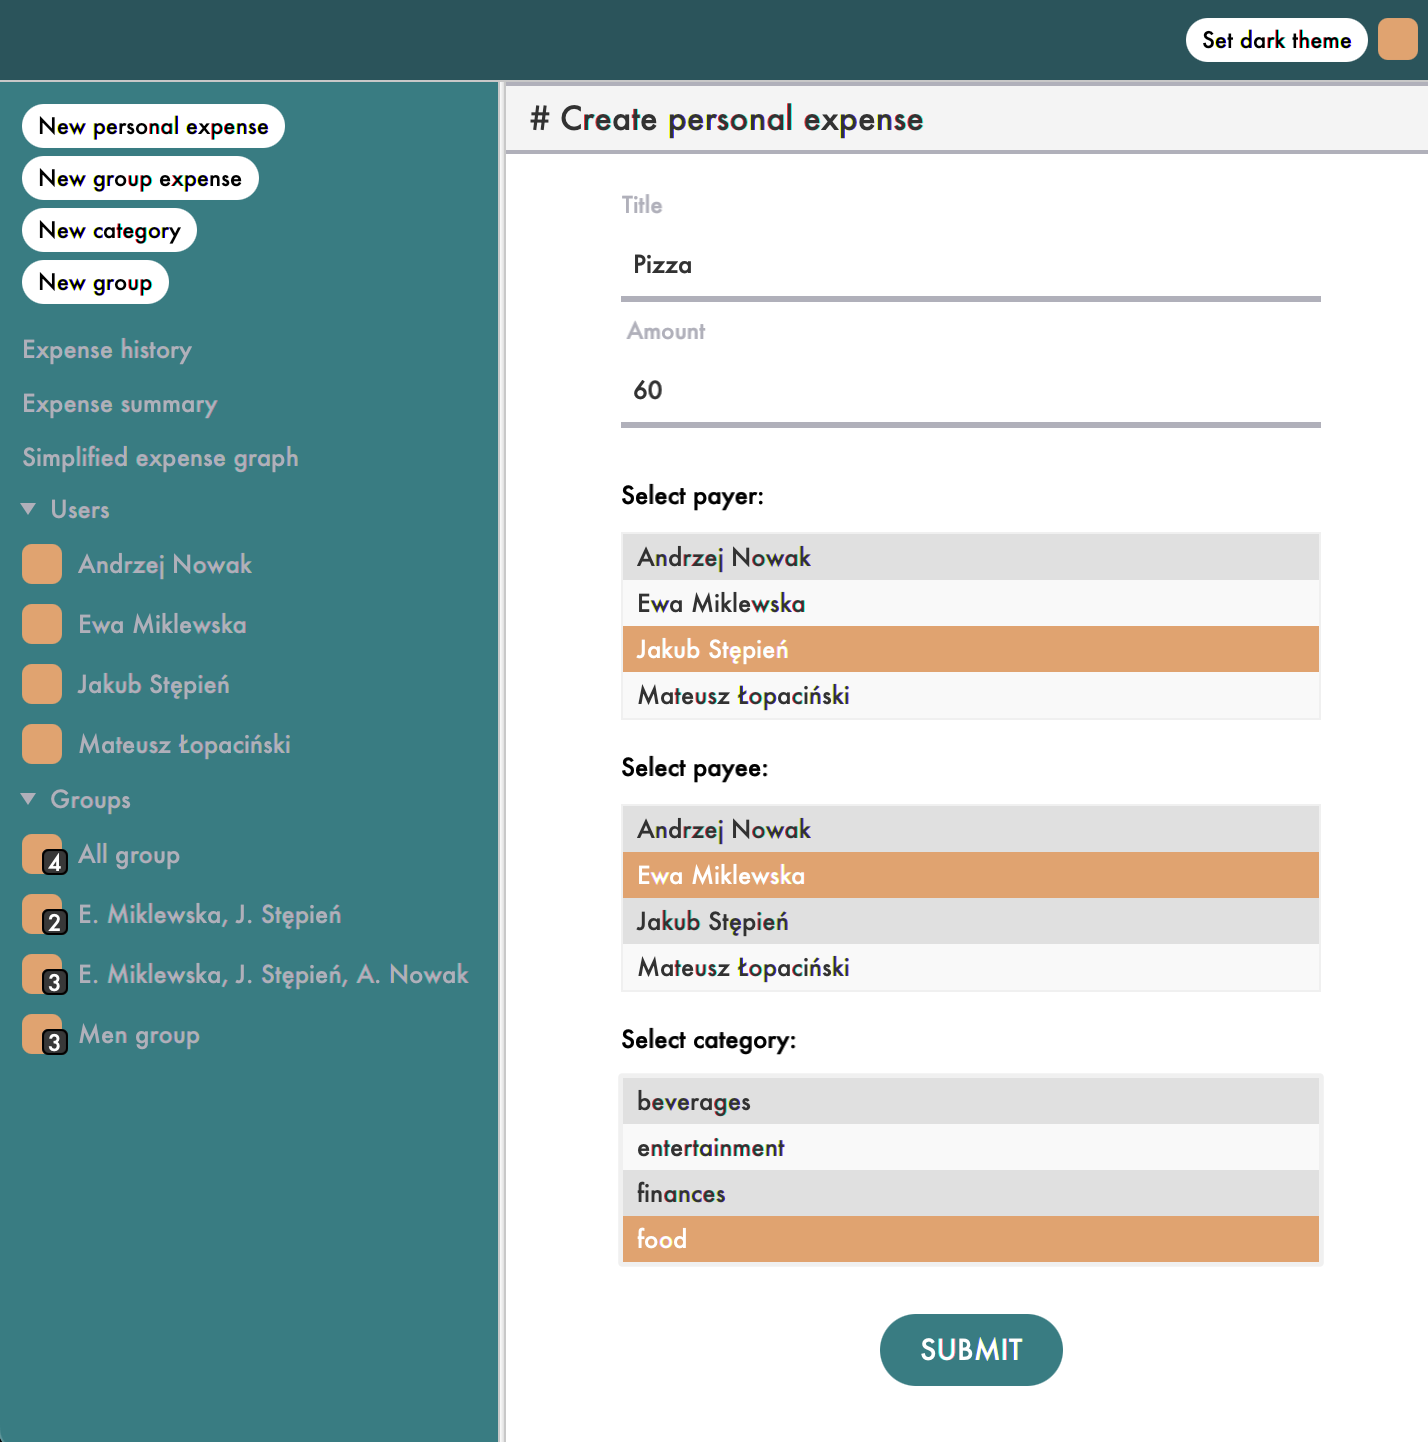 Set dark theme
New personal expense
New group expense
New category
New group
Expense history
Expense summary
Simplified expense graph
▼ Users
Andrzej Nowak
Ewa Miklewska
Jakub Stępień
Mateusz Łopaciński
▼ Groups
4 All group
2 E. Miklewska, J. Stępień
3 E. Miklewska, J. Stępień, A. Nowak
3 Men group
# Create personal expense
Title
Pizza
Amount
60
Select payer:
Andrzej Nowak
Ewa Miklewska
Jakub Stępień
Mateusz Łopaciński
Select payee:
Andrzej Nowak
Ewa Miklewska
Jakub Stępień
Mateusz Łopaciński
Select category:
beverages
entertainment
finances
food
SUBMIT